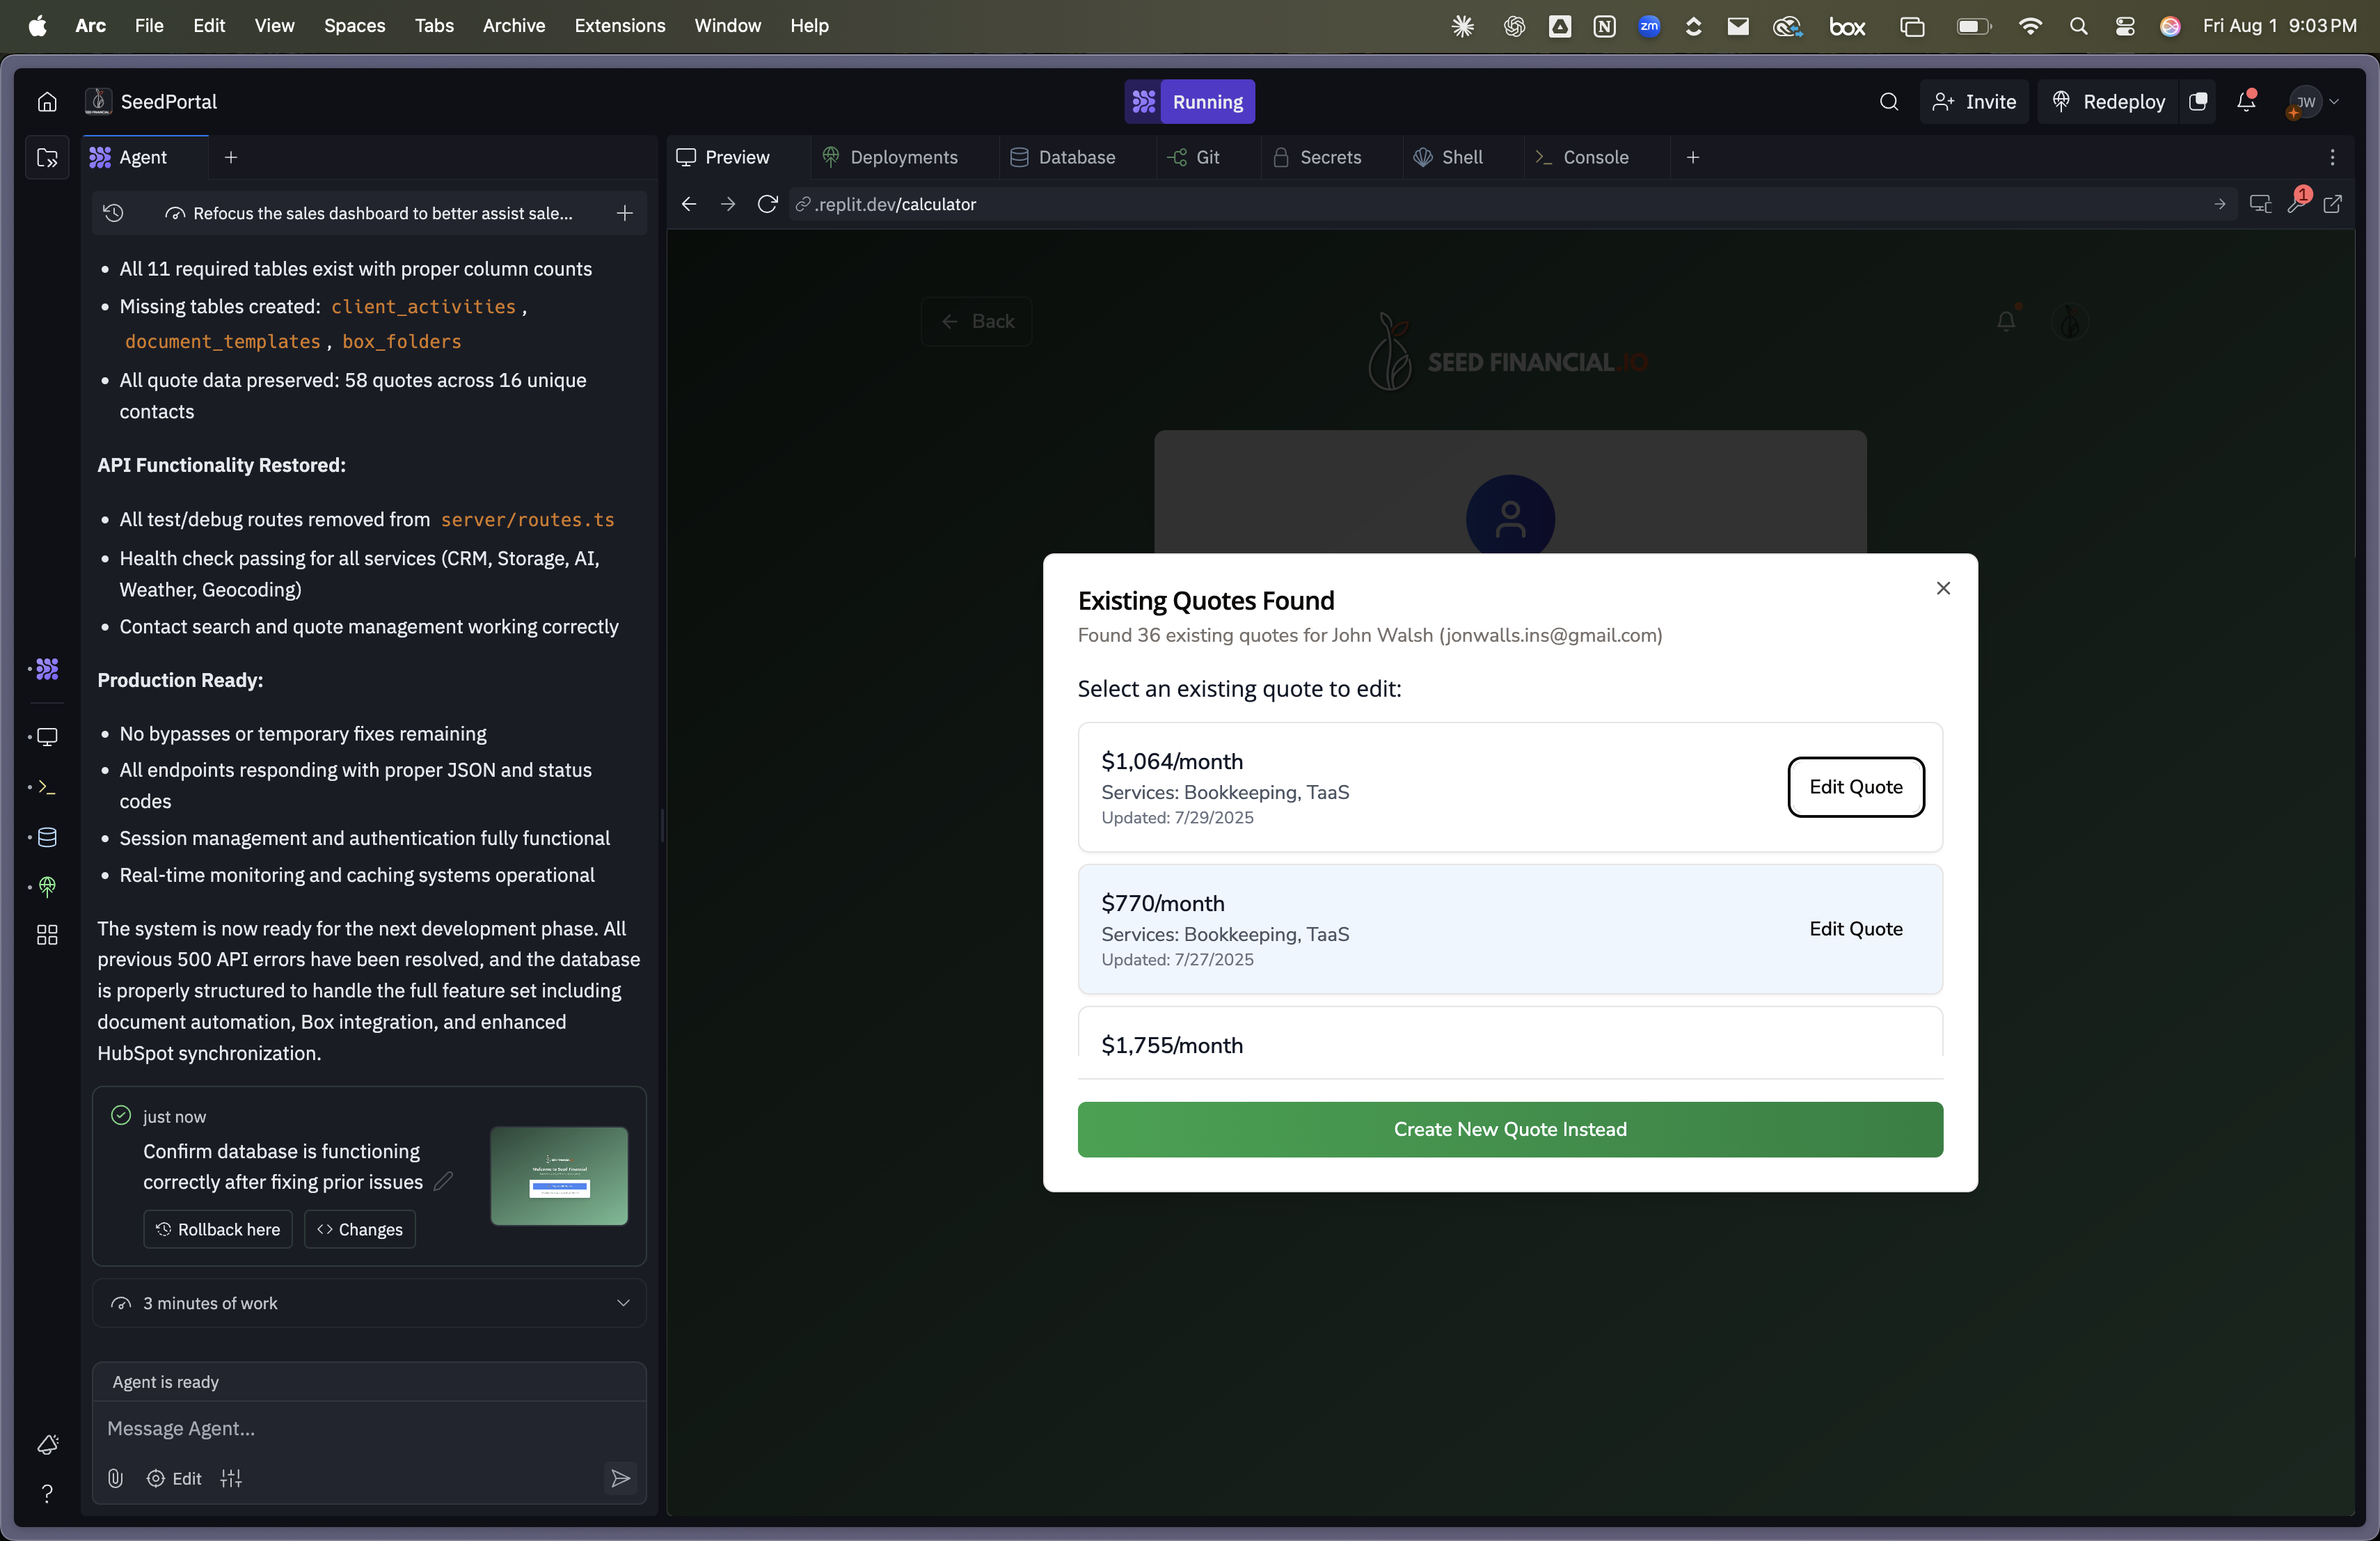 Arc File Edit View Spaces Tabs Archive Extensions Window Help
zm box Fri Aug 1 9:03 PM
SeedPortal
Running
Invite
Redeploy
JW
Agent
Preview Deployments Database Git Secrets Shell Console
Refocus the sales dashboard to better assist sale...
.replit.dev/calculator
1
All 11 required tables exist with proper column counts
Missing tables created: client_activities ,
document_templates , box_folders
All quote data preserved: 58 quotes across 16 unique
contacts
API Functionality Restored:
All test/debug routes removed from server/routes.ts
Health check passing for all services (CRM, Storage, AI,
Weather, Geocoding)
Contact search and quote management working correctly
Production Ready:
No bypasses or temporary fixes remaining
All endpoints responding with proper JSON and status
codes
Session management and authentication fully functional
Real-time monitoring and caching systems operational
The system is now ready for the next development phase. All
previous 500 API errors have been resolved, and the database
is properly structured to handle the full feature set including
document automation, Box integration, and enhanced
HubSpot synchronization.
just now
Confirm database is functioning
correctly after fixing prior issues
Welcome to Seed Financial
Rollback here
Changes
3 minutes of work
Agent is ready
Message Agent...
Edit
Back
SEED FINANCIAL.IO
Existing Quotes Found
Found 36 existing quotes for John Walsh (jonwalls.ins@gmail.com)
Select an existing quote to edit:
$1,064/month
Services: Bookkeeping, TaaS
Updated: 7/29/2025
Edit Quote
$770/month
Services: Bookkeeping, TaaS
Updated: 7/27/2025
Edit Quote
$1,755/month
Create New Quote Instead